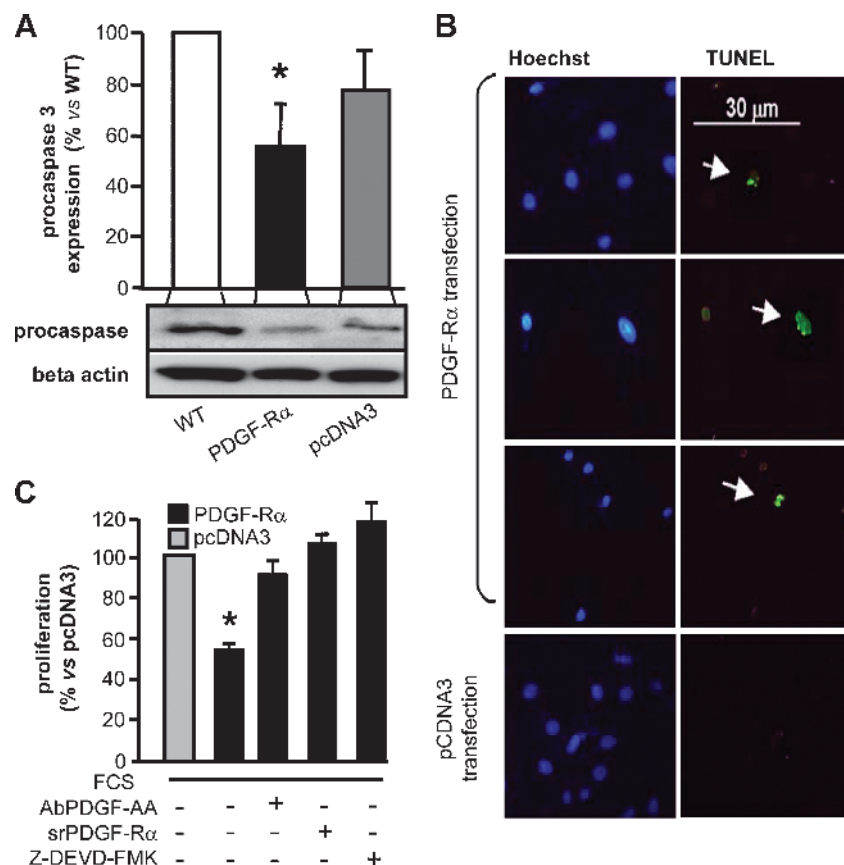 A
procaspase 3
expression (% vs WT)
100
80
60
40
20
0
*
procaspase
beta actin
WT
PDGF-Rα
pcDNA3
B
Hoechst
TUNEL
30 µm
PDGF-Rα transfection
pCDNA3
transfection
C
PDGF-Rα
pcDNA3
proliferation
(% vs pcDNA3)
120
100
80
60
120
120
0
*
FCS
AbPDGF-AA - - + - -
srPDGF-Rα - - - + -
Z-DEVD-FMK - - - - +